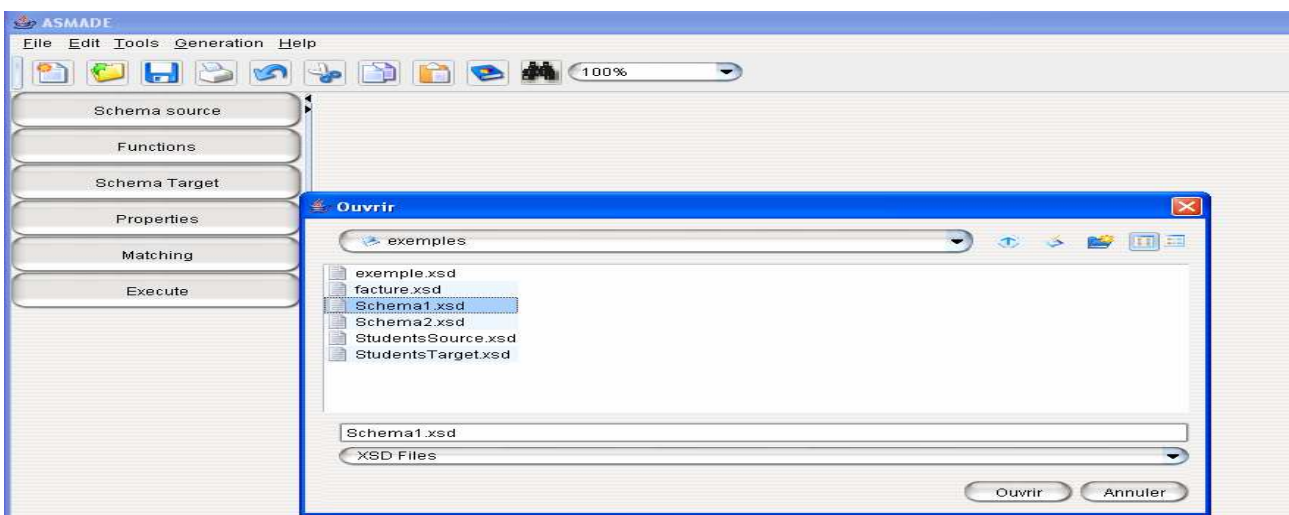 ASMADE
File Edit Tools Generation Help
100%
Schema source
Functions
Schema Target
Properties
Matching
Execute
Ouvrir
exemples
exemple.xsd
facture.xsd
Schema1.xsd
Schema2.xsd
StudentsSource.xsd
StudentsTarget.xsd
Schema1.xsd
XSD Files
Ouvrir Annuler